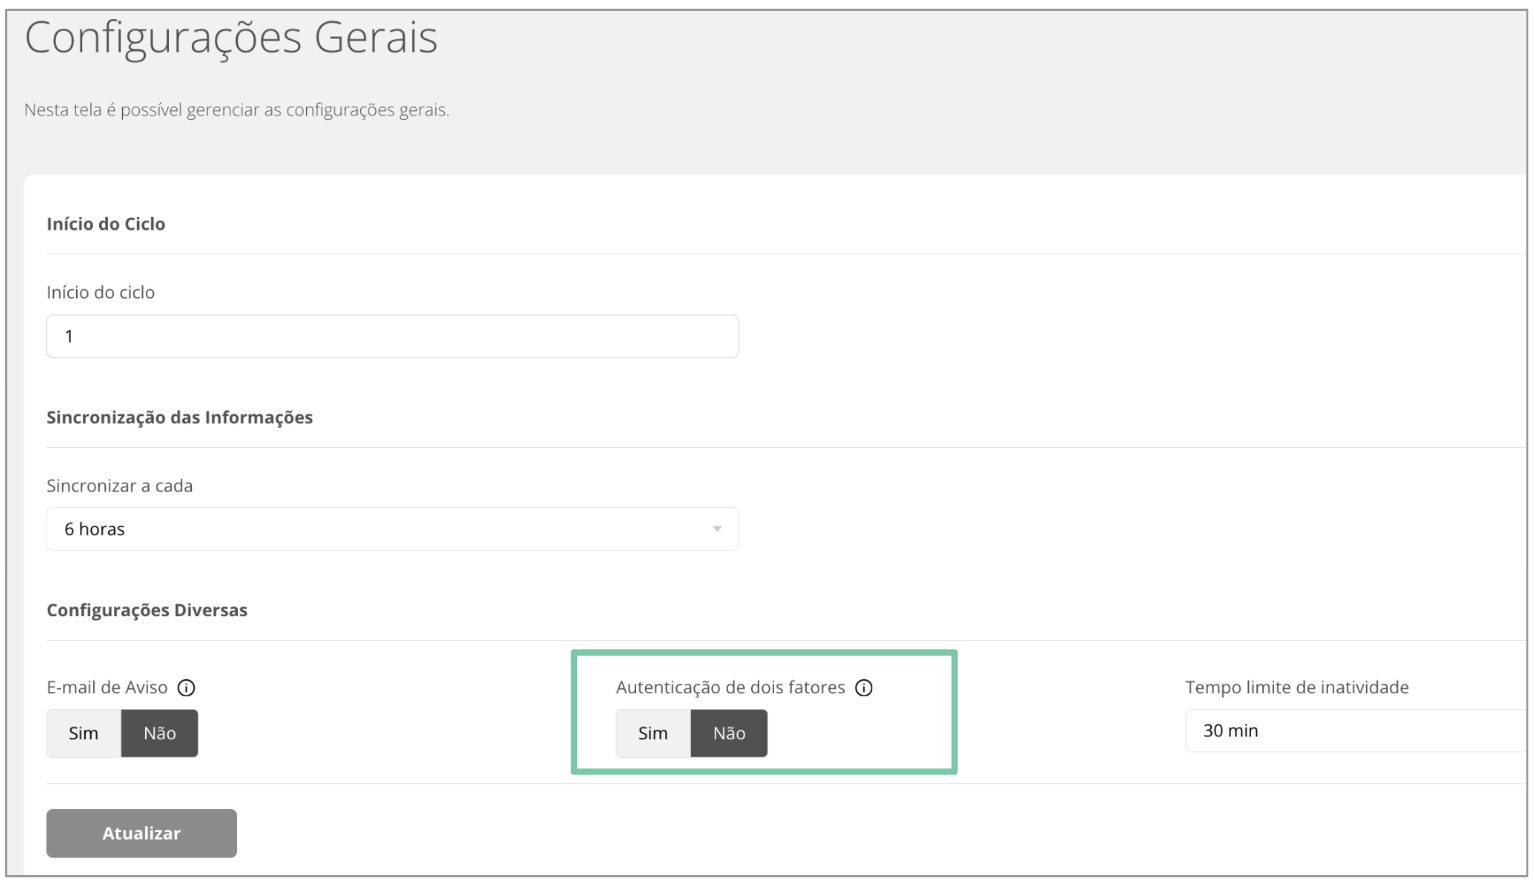 Configurações Gerais
Nesta tela é possível gerenciar as configurações gerais.
Início do Ciclo
Início do ciclo
1
Sincronização das Informações
Sincronizar a cada
6 horas
Configurações Diversas
E-mail de Aviso
Sim Não
Autenticação de dois fatores
Sim Não
Tempo limite de inatividade
30 min
Atualizar